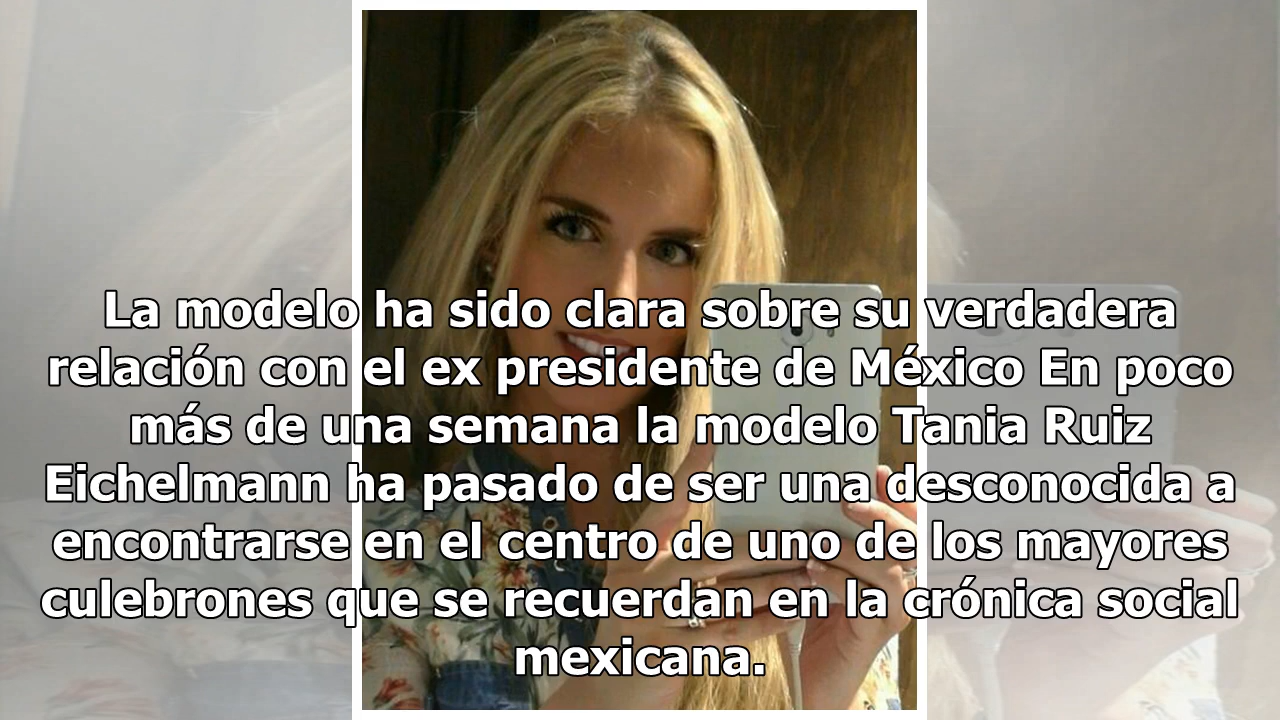 La modelo ha sido clara sobre su verdadera
relación con el ex presidente de México En poco
más de una semana la modelo Tania Ruiz
Eichelmann ha pasado de ser una desconocida a
encontrarse en el centro de uno de los mayores
culebrones que se recuerdan en la crónica social
mexicana.